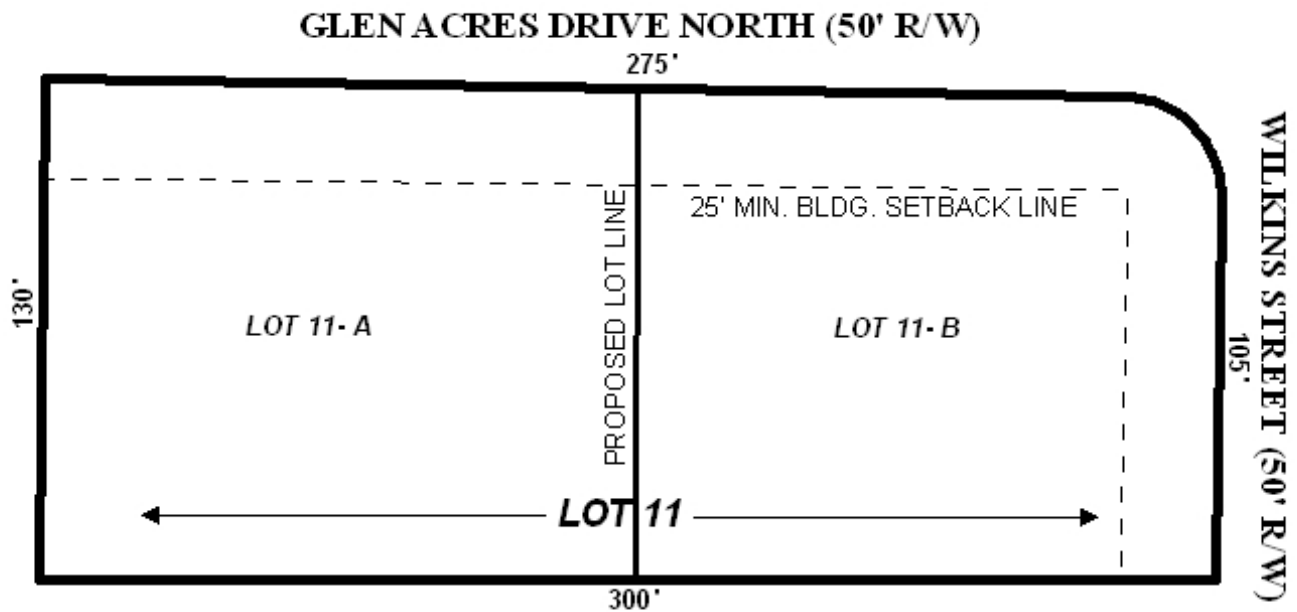 GLEN ACRES DRIVE NORTH (50' R/W)
275'
25' MIN. BLDG. SETBACK LINE
PROPOSED LOT LINE
130'
LOT 11- A
LOT 11- B
105'
WILKINS STREET (50' R/W)
LOT 11
300'